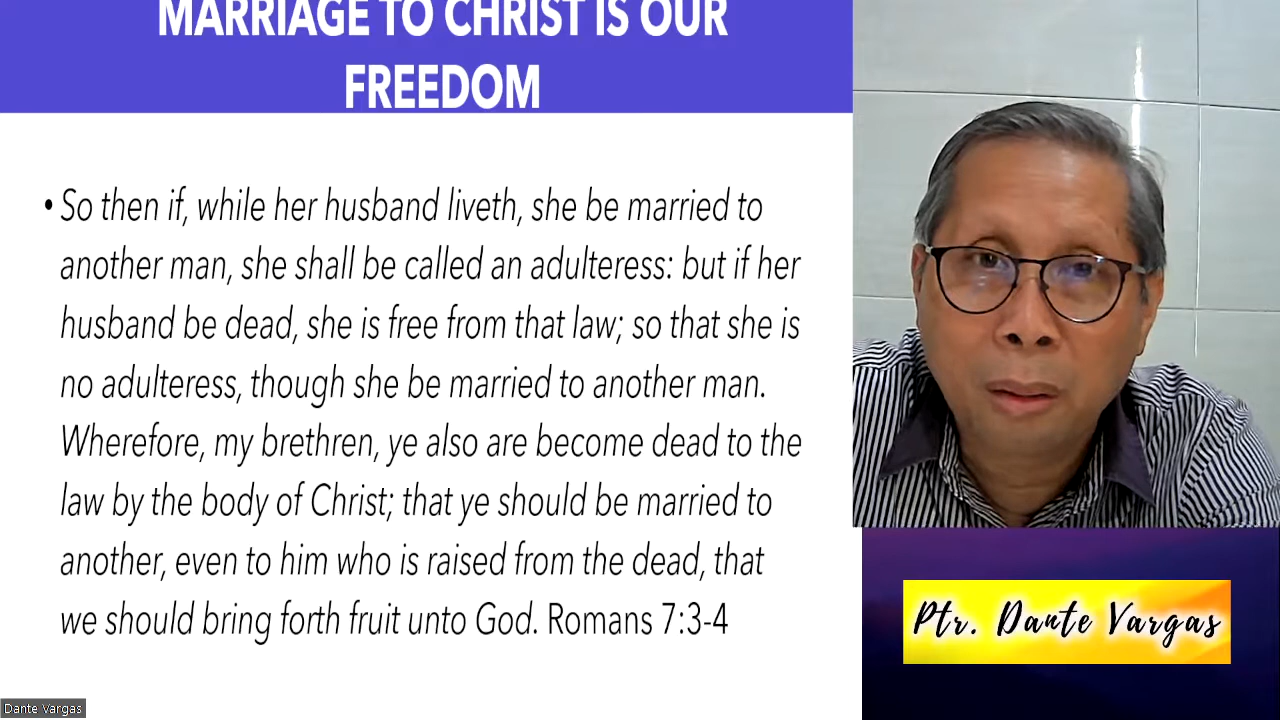 MARRIAGE TO CHRIST IS OUR
FREEDOM
• So then if, while her husband liveth, she be married to
another man, she shall be called an adulteress: but if her
husband be dead, she is free from that law; so that she is
no adulteress, though she be married to another man.
Wherefore, my brethren, ye also are become dead to the
law by the body of Christ; that ye should be married to
another, even to him who is raised from the dead, that
we should bring forth fruit unto God. Romans 7:3-4
Ptr. Dante Vargas
Dante Vargas